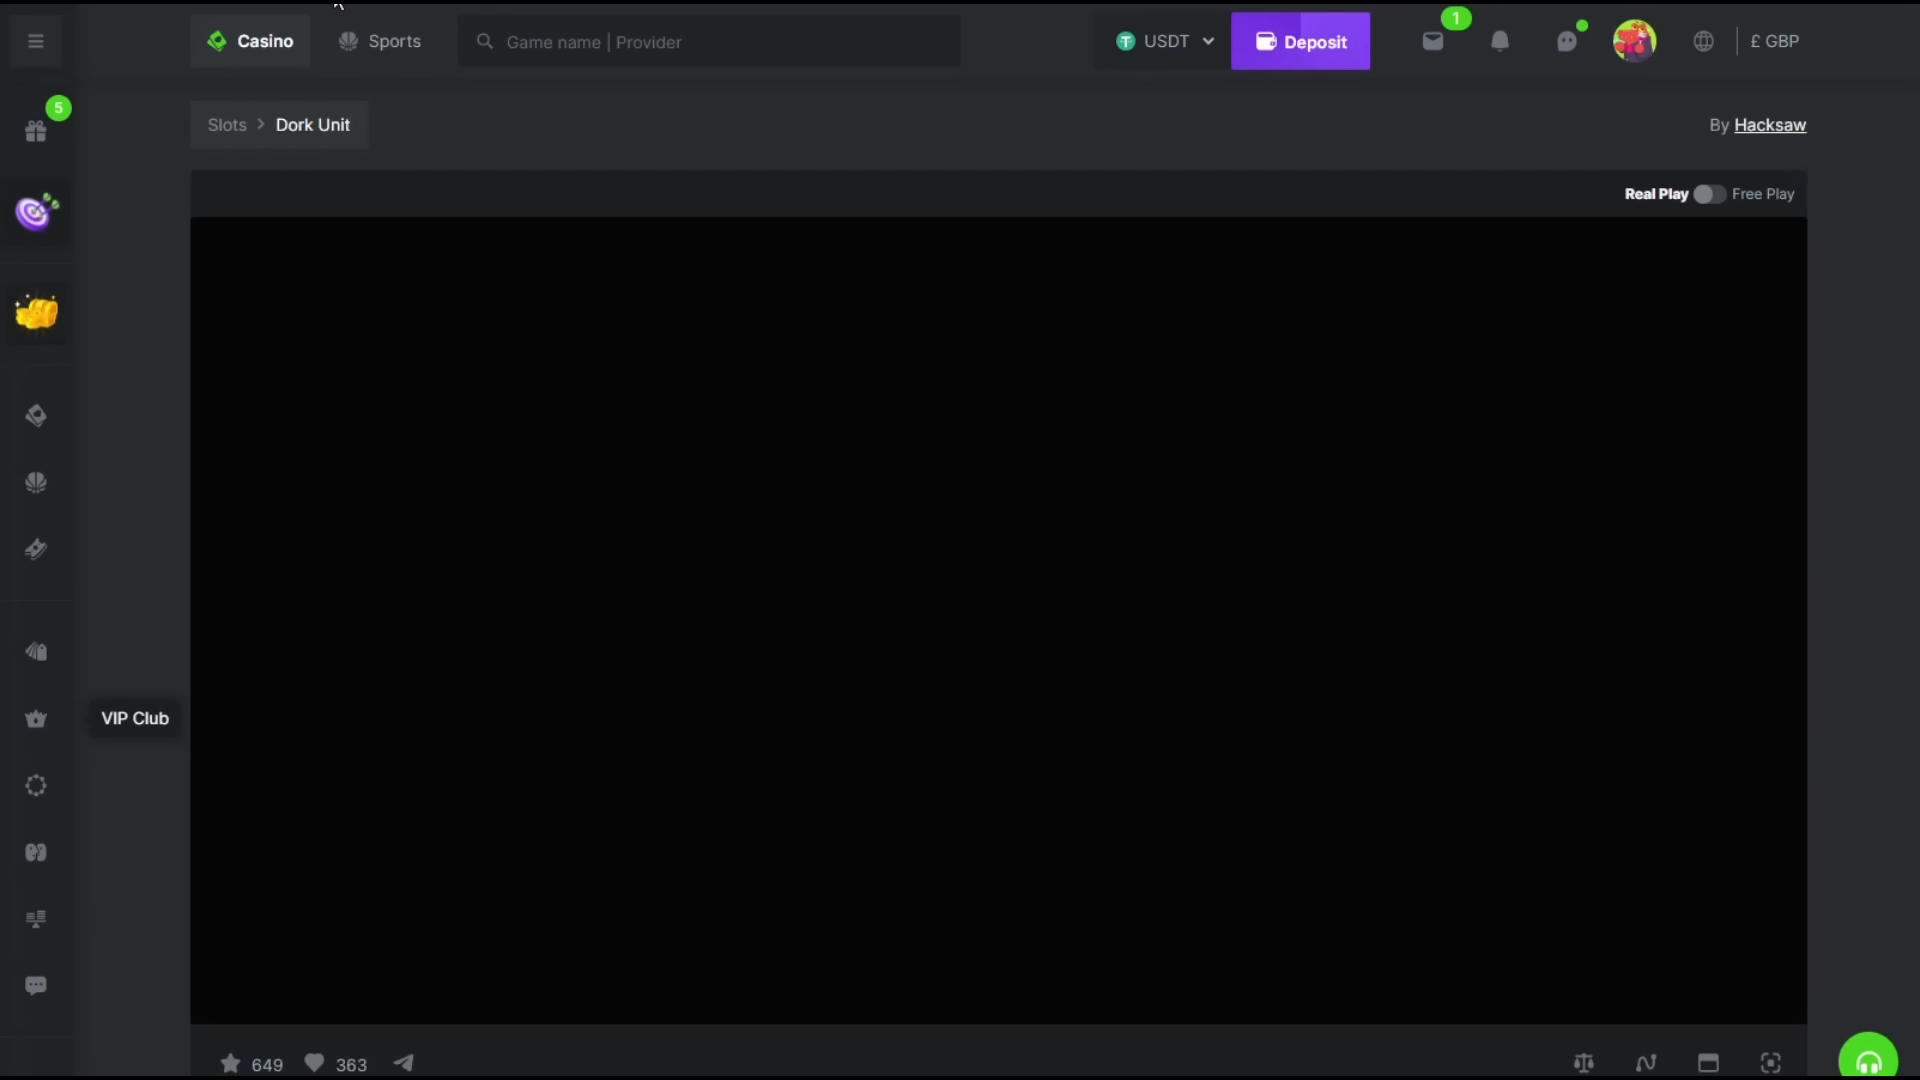 Casino
Sports
Game name | Provider
USDT
Deposit
1
£ GBP
5
Slots > Dork Unit
By Hacksaw
Real Play
Free Play
VIP Club
649
363